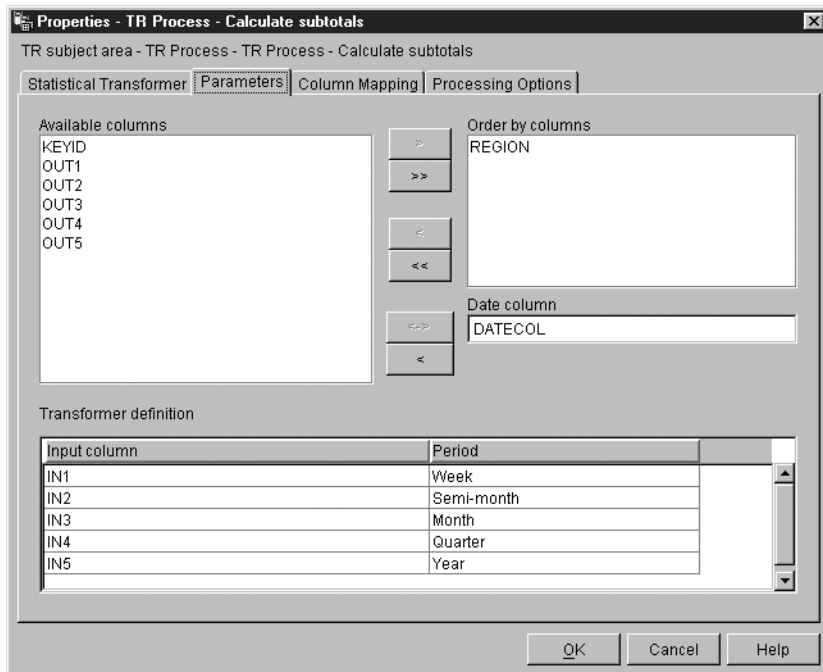 Properties - TR Process - Calculate subtotals
TR subject area - TR Process - TR Process - Calculate subtotals
Statistical Transformer Parameters Column Mapping Processing Options
Available columns
KEYID
OUT1
OUT2
OUT3
OUT4
OUT5
>
>>
<
<<
<->
<
Order by columns
REGION
Date column
DATECOL
Transformer definition
Input column Period
IN1 Week
IN2 Semi-month
IN3 Month
IN4 Quarter
IN5 Year
OK Cancel Help